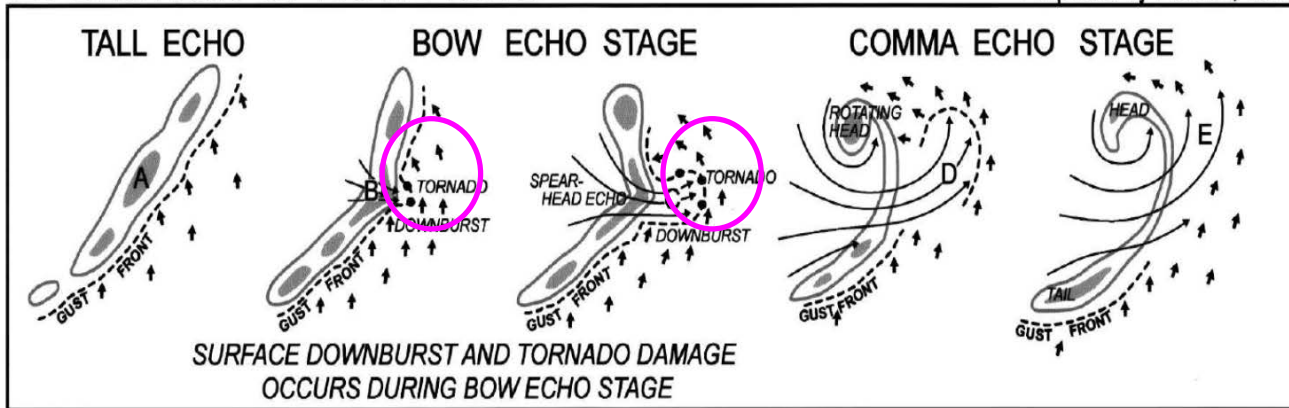 TALL ECHO
BOW ECHO STAGE
COMMA ECHO STAGE
A
GUST FRONT
B
TORNADO
DOWNBURST
GUST FRONT
SPEAR-
HEAD ECHO
TORNADO
DOWNBURST
GUST FRONT
ROTATING
HEAD
D
GUST FRONT
HEAD
E
TAIL
GUST FRONT
SURFACE DOWNBURST AND TORNADO DAMAGE
OCCURS DURING BOW ECHO STAGE